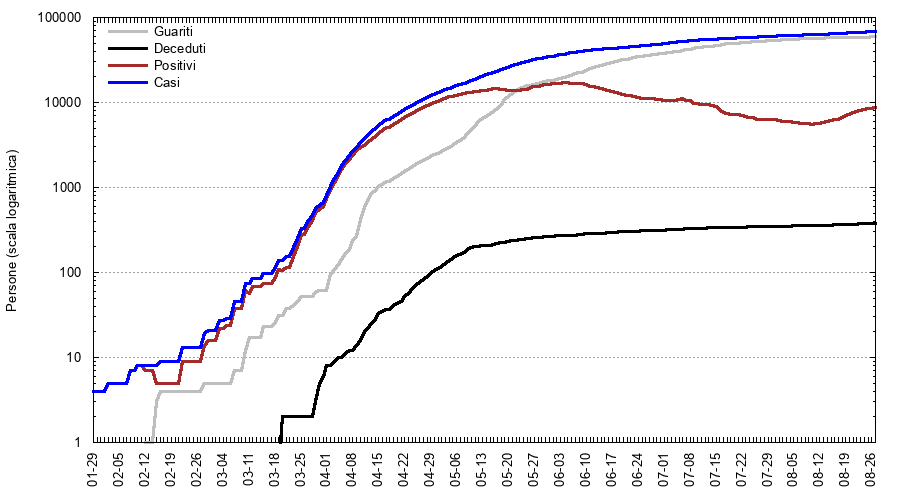 100000
10000
1000
100
10
1
Persone (scala logaritmica)
Guariti
Deceduti
Positivi
Casi
01-29 02-05 02-12 02-19 02-26 03-04 03-11 03-18 03-25 04-01 04-08 04-15 04-22 04-29 05-06 05-13 05-20 05-27 06-03 06-10 06-17 06-24 07-01 07-08 07-15 07-22 07-29 08-05 08-12 08-19 08-26